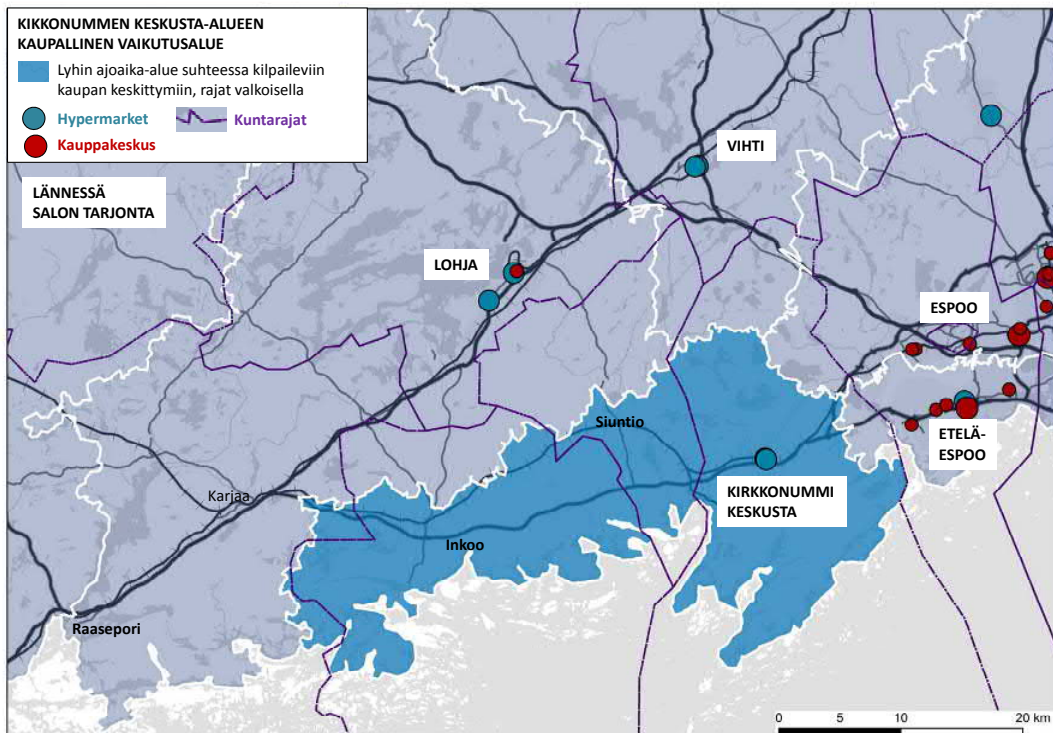 KIKKONUMMEN KESKUSTA-ALUEEN
KAUPALLINEN VAIKUTUSALUE
Lyhin ajoaika-alue suhteessa kilpaileviin
kaupan keskittymiin, rajat valkoisella
Hypermarket
Kuntarajat
Kauppakeskus
LÄNNESSÄ
SALON TARJONTA
VIHTI
LOHJA
ESPOO
ETELÄ-
ESPOO
Siuntio
KIRKKONUMMI
KESKUSTA
Karjaa
Inkoo
Raasepori
0 5 10 20 km